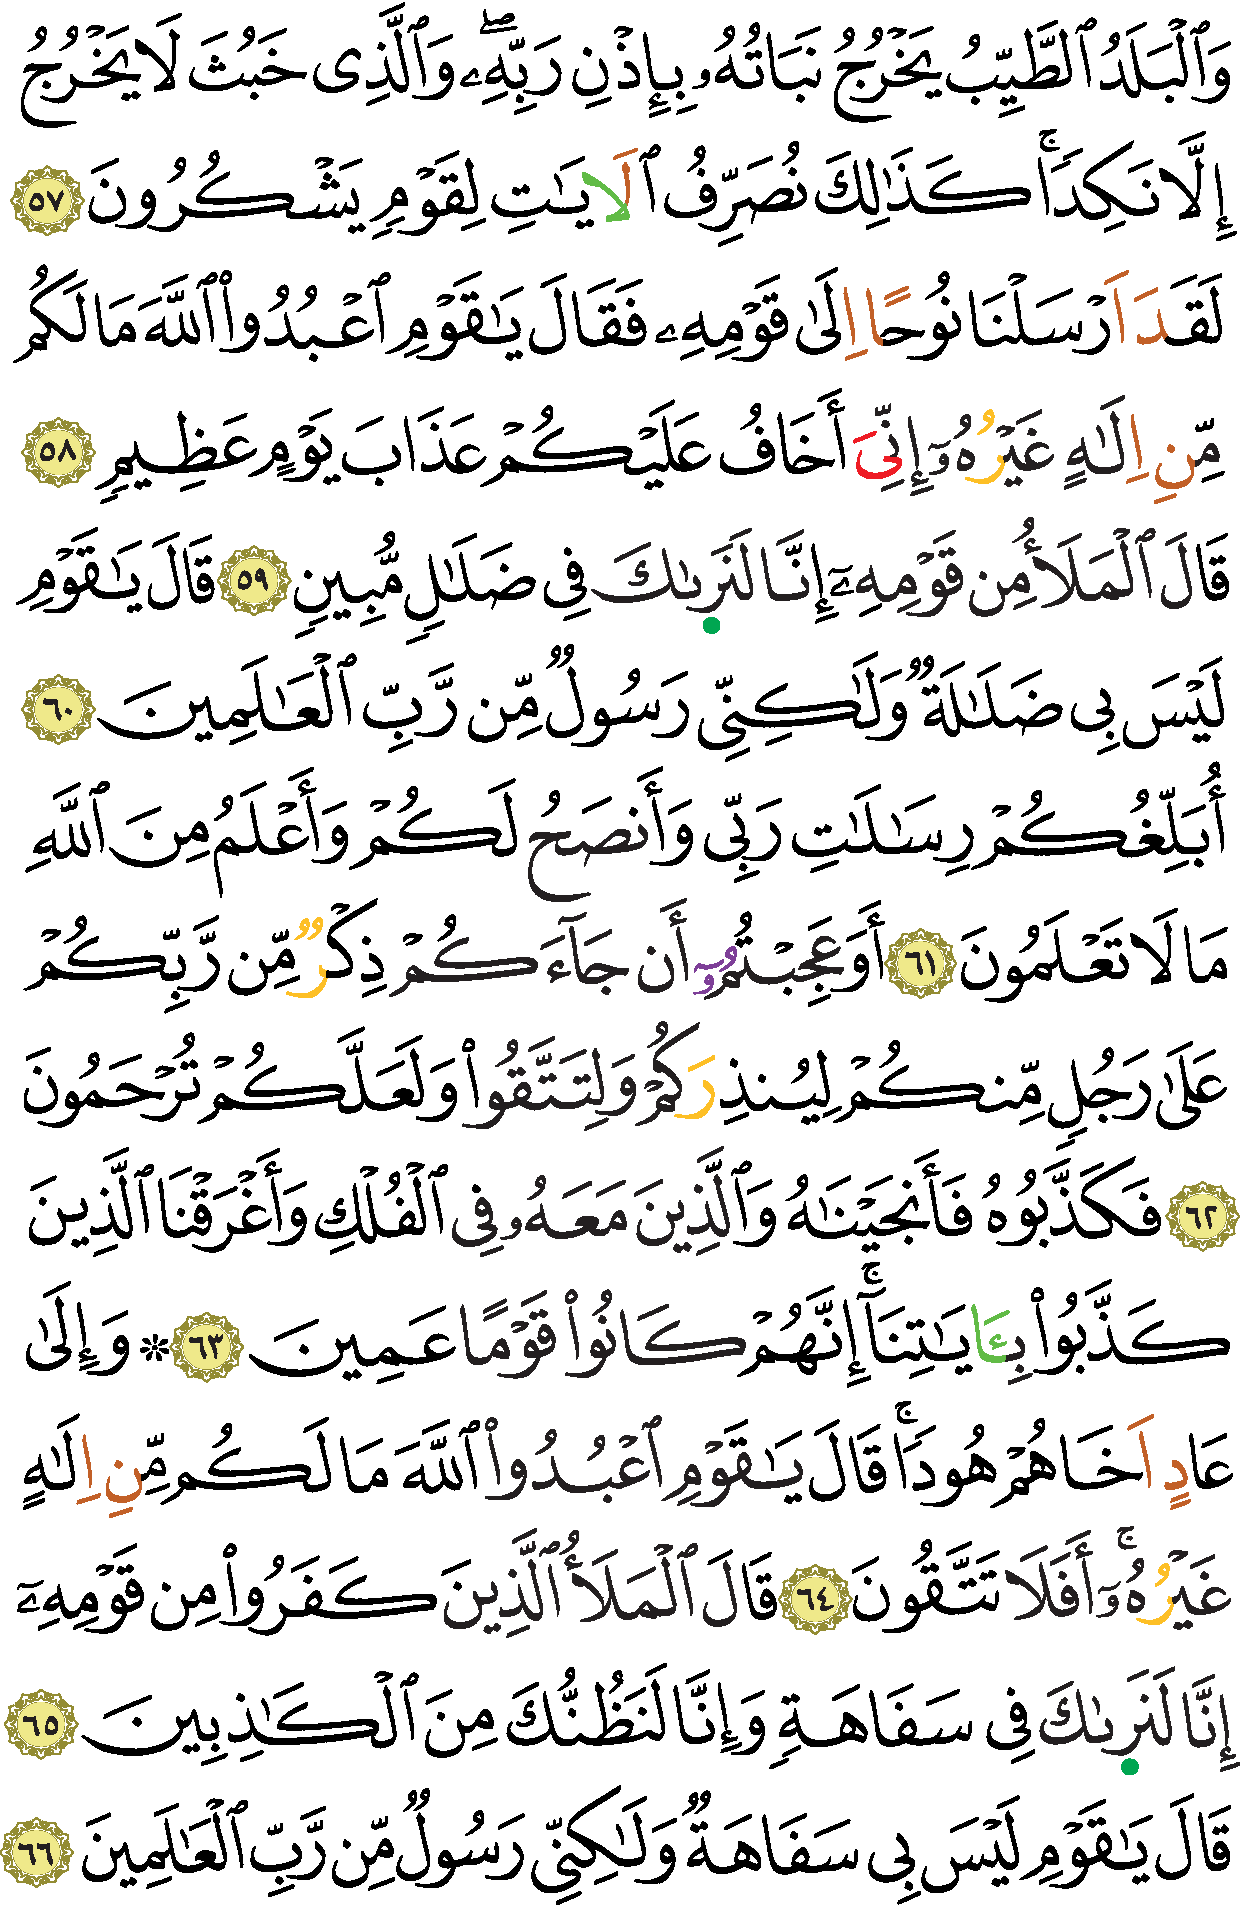 وَٱلْبَلَدُ ٱلطَّيِّبُ يَخْرُجُ نَبَاتُهُۥ بِإِذْنِ رَبِّهِۦۖ وَٱلَّذِى خَبُثَ لَا يَخْرُجُ
إِلَّا نَكِدٗاۚ كَذَٰلِكَ نُصَرِّفُ ٱلَايَٰتِ لِقَوْمٖ يَشْكُرُونَ ٥٧
لَقَدَ اَرْسَلْنَا نُوحًا اِلَىٰ قَوْمِهِۦ فَقَالَ يَٰقَوْمِ ٱعْبُدُوا۟ ٱللَّهَ مَا لَكُم
مِّنِ اِلَٰهٍ غَيْرُهُۥٓ إِنِّىَ أَخَافُ عَلَيْكُمْ عَذَابَ يَوْمٍ عَظِيمٖ ٥٨
قَالَ ٱلْمَلَأُ مِن قَوْمِهِۦٓ إِنَّا لَنَرٜىٰكَ فِى ضَلَٰلٖ مُّبِينٖ ٥٩ قَالَ يَٰقَوْمِ
لَيْسَ بِى ضَلَٰلَةٞ وَلَٰكِنِّى رَسُولٞ مِّن رَّبِّ ٱلْعَٰلَمِينَ ٦٠
أُبَلِّغُكُمْ رِسَٰلَٰتِ رَبِّى وَأَنصَحُ لَكُمْ وَأَعْلَمُ مِنَ ٱللَّهِ
مَا لَا تَعْلَمُونَ ٦١ أَوَعَجِبْتُمُۥٓ أَن جَآءَكُمْ ذِكْرٞ مِّن رَّبِّكُمْ
عَلَىٰ رَجُلٖ مِّنكُمْ لِيُنذِرَكُمْ وَلِتَتَّقُوا۟ وَلَعَلَّكُمْ تُرْحَمُونَ
٦٢ فَكَذَّبُوهُ فَأَنجَيْنَٰهُ وَٱلَّذِينَ مَعَهُۥ فِى ٱلْفُلْكِ وَأَغْرَقْنَا ٱلَّذِينَ
كَذَّبُوا۟ بِـَٔايَٰتِنَآۚ إِنَّهُمْ كَانُوا۟ قَوْمًا عَمِينَ ٦٣ ۞ وَإِلَىٰ
عَادٍ اَخَاهُمْ هُودٗاۚ قَالَ يَٰقَوْمِ ٱعْبُدُوا۟ ٱللَّهَ مَا لَكُم مِّنِ اِلَٰهٍ
غَيْرُهُۥٓۚ أَفَلَا تَتَّقُونَ ٦٤ قَالَ ٱلْمَلَأُ ٱلَّذِينَ كَفَرُوا۟ مِن قَوْمِهِۦٓ
إِنَّا لَنَرٜىٰكَ فِى سَفَاهَةٖ وَإِنَّا لَنَظُنُّكَ مِنَ ٱلْكَٰذِبِينَ ٦٥
قَالَ يَٰقَوْمِ لَيْسَ بِى سَفَاهَةٞ وَلَٰكِنِّى رَسُولٞ مِّن رَّبِّ ٱلْعَٰلَمِينَ ٦٦